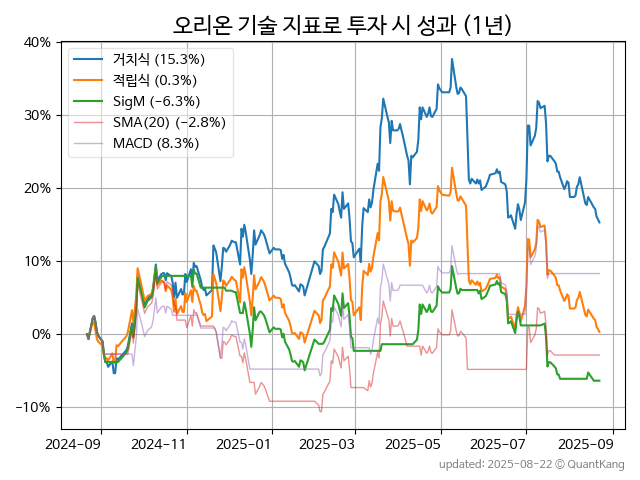 오리온 기술 지표로 투자 시 성과 (1년)
40%
30%
20%
10%
0%
−10%
거치식 (15.3%)
적립식 (0.3%)
SigM (−6.3%)
SMA(20) (−2.8%)
MACD (8.3%)
2024−09
2024−11
2025−01
2025−03
2025−05
2025−07
2025−09
updated: 2025-08-22 © QuantKang